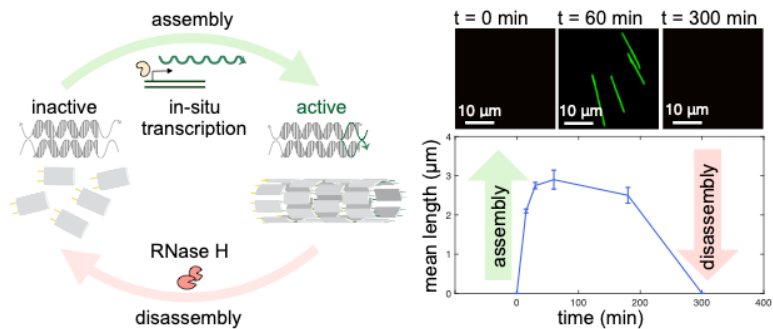 assembly
inactive
in-situ
transcription
active
RNase H
disassembly
t = 0 min
t = 60 min
t = 300 min
10 μm
10 μm
10 μm
mean length (μm)
4
3
2
1
0
assembly
disassembly
-100
0
100
200
300
400
time (min)